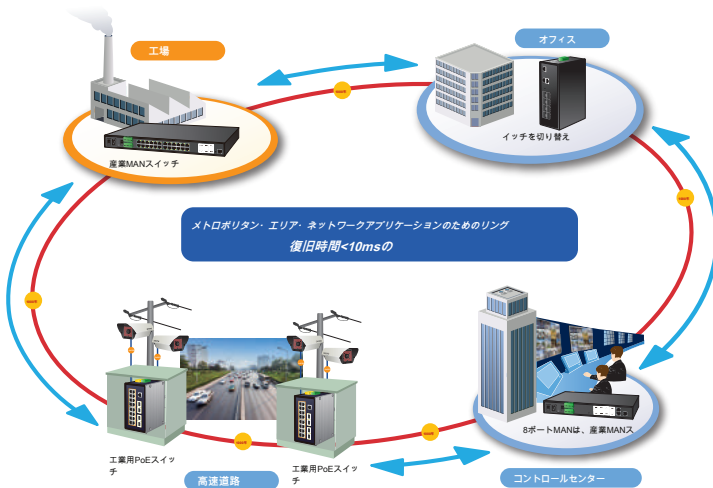 工場
オフィス
産業MANスイッチ
イッチを切り替え
メトロポリタン・エリア・ネットワークアプリケーションのためのリング
復旧時間<10msの
工業用PoEスイッ
チ
高速道路
工業用PoEスイッ
チ
8ポートMANは、産業MANス
コントロールセンター